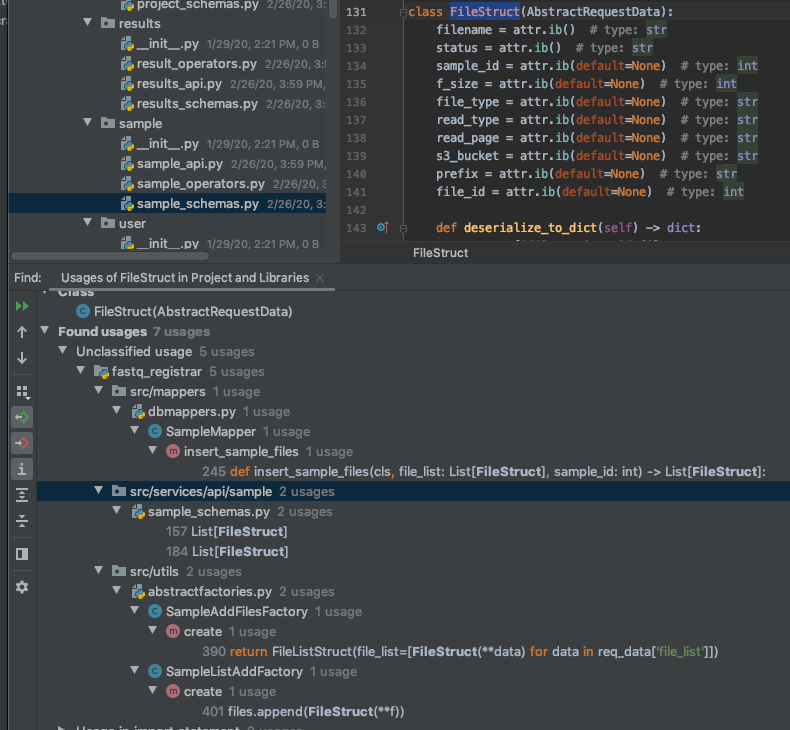 project_schemas.py 2/26/20, 3:59
results
__init__.py 1/29/20, 2:21 PM, 0 B
result_operators.py 2/26/20, 3:5
results_api.py 2/26/20, 3:59 PM,
results_schemas.py 2/26/20, 3:
sample
__init__.py 1/29/20, 2:21 PM, 0 B
sample_api.py 2/26/20, 3:59 PM,
sample_operators.py 2/26/20, 3:
sample_schemas.py 2/26/20, 3:
user
__init__.py 1/29/20, 2:21 PM, 0 B
131 class FileStruct(AbstractRequestData):
132 filename = attr.ib() # type: str
133 status = attr.ib() # type: str
134 sample_id = attr.ib(default=None) # type: int
135 f_size = attr.ib(default=None) # type: int
136 file_type = attr.ib(default=None) # type: str
137 read_type = attr.ib(default=None) # type: str
138 read_page = attr.ib(default=None) # type: str
139 s3_bucket = attr.ib(default=None) # type: str
140 prefix = attr.ib(default=None) # type: str
141 file_id = attr.ib(default=None) # type: int
142
143 def deserialize_to_dict(self) -> dict:
FileStruct
Find: Usages of FileStruct in Project and Libraries
Class
FileStruct(AbstractRequestData)
Found usages 7 usages
Unclassified usage 5 usages
fastq_registrar 5 usages
src/mappers 1 usage
dbmappers.py 1 usage
SampleMapper 1 usage
insert_sample_files 1 usage
245 def insert_sample_files(cls, file_list: List[FileStruct], sample_id: int) -> List[FileStruct]:
src/services/api/sample 2 usages
sample_schemas.py 2 usages
157 List[FileStruct]
184 List[FileStruct]
src/utils 2 usages
abstractfactories.py 2 usages
SampleAddFilesFactory 1 usage
create 1 usage
390 return FileListStruct(file_list=[FileStruct(**data) for data in req_data['file_list']])
SampleListAddFactory 1 usage
create 1 usage
401 files.append(FileStruct(**f))
Usage in import statement 2 usages